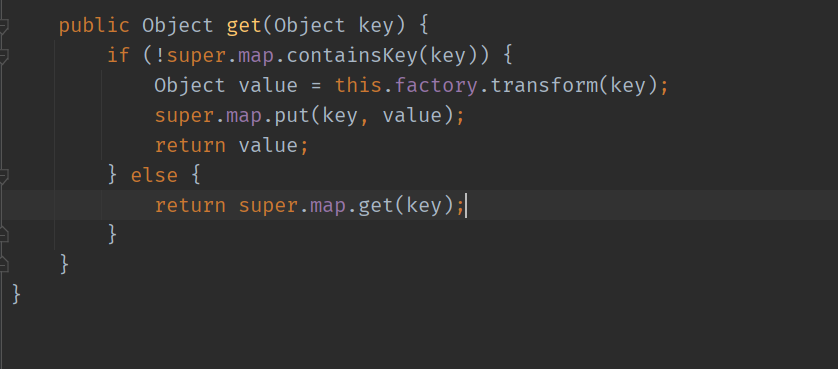 public Object get(Object key) {
if (!super.map.containsKey(key)) {
Object value = this.factory.transform(key);
super.map.put(key, value);
return value;
} else {
return super.map.get(key);
}
}
}